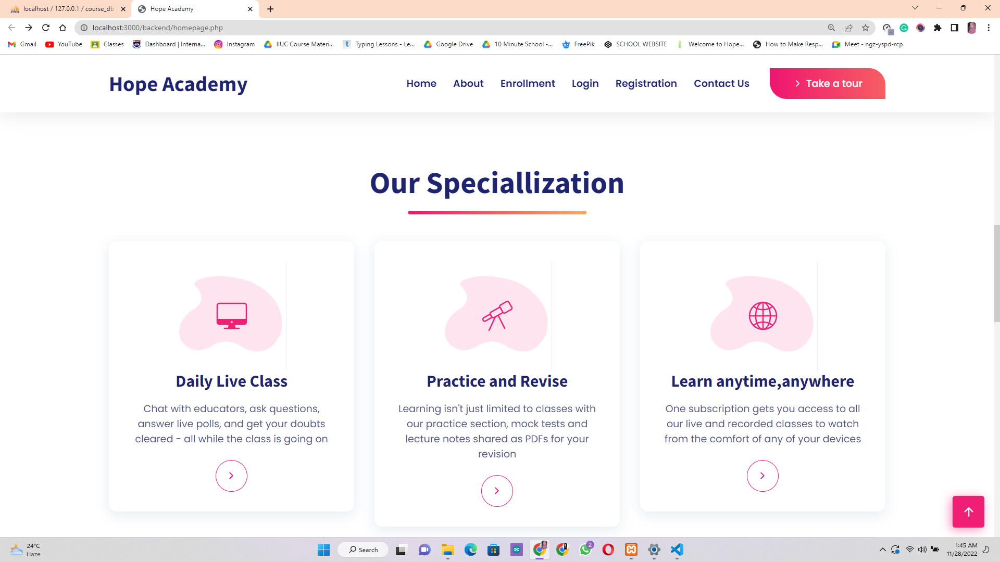 localhost / 127.0.0.1 / course_db
Hope Academy
localhost:3000/backend/homepage.php
Gmail
YouTube
Classes
Dashboard | Interna...
Instagram
IIUC Course Materi...
Typing Lessons - Le...
Google Drive
10 Minute School -...
FreePik
SCHOOL WEBSITE
Welcome to Hope...
How to Make Resp...
Meet - ngz-yspd-rcp
Hope Academy
Home
About
Enrollment
Login
Registration
Contact Us
Take a tour
Our Speciallization
Daily Live Class
Chat with educators, ask questions,
answer live polls, and get your doubts
cleared - all while the class is going on
Practice and Revise
Learning isn't just limited to classes with
our practice section, mock tests and
lecture notes shared as PDFs for your
revision
Learn anytime,anywhere
One subscription gets you access to all
our live and recorded classes to watch
from the comfort of any of your devices
24°C
Haze
Search
2
1:45 AM
11/28/2022